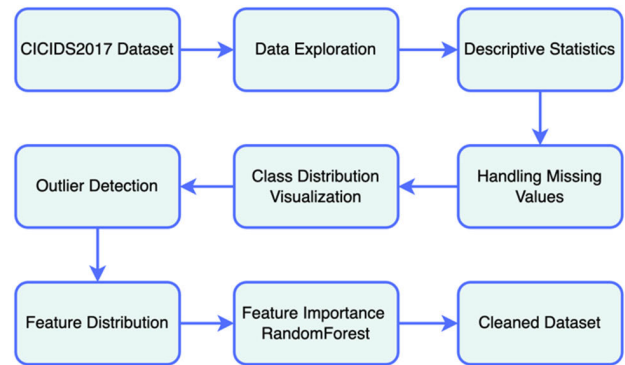 CICIDS2017 Dataset
Data Exploration
Descriptive Statistics
Outlier Detection
Class Distribution
Visualization
Handling Missing
Values
Feature Distribution
Feature Importance
RandomForest
Cleaned Dataset